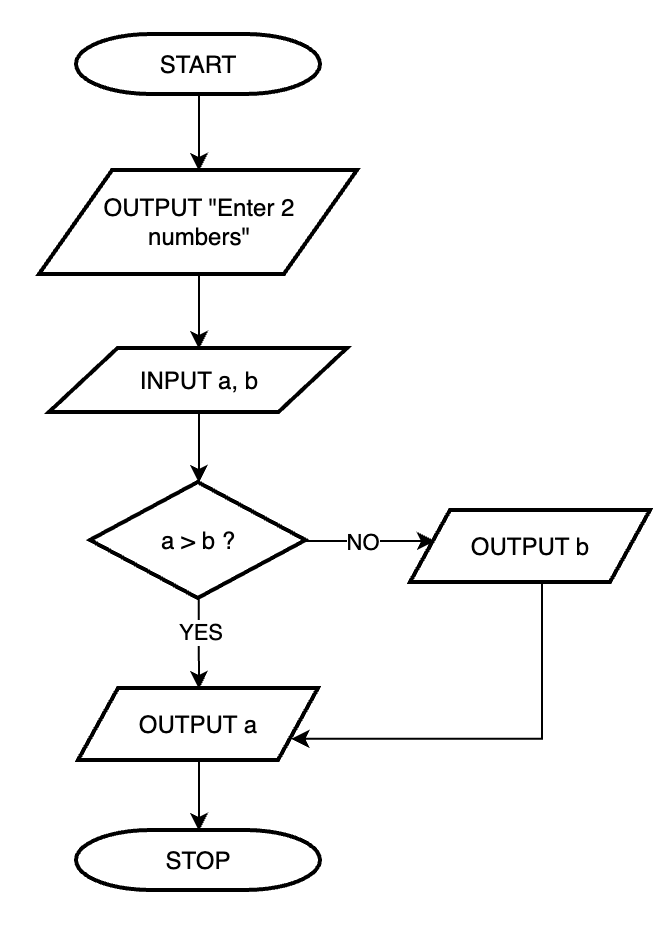 START
OUTPUT "Enter 2
numbers"
INPUT a, b
a > b ?
NO
OUTPUT b
YES
OUTPUT a
STOP